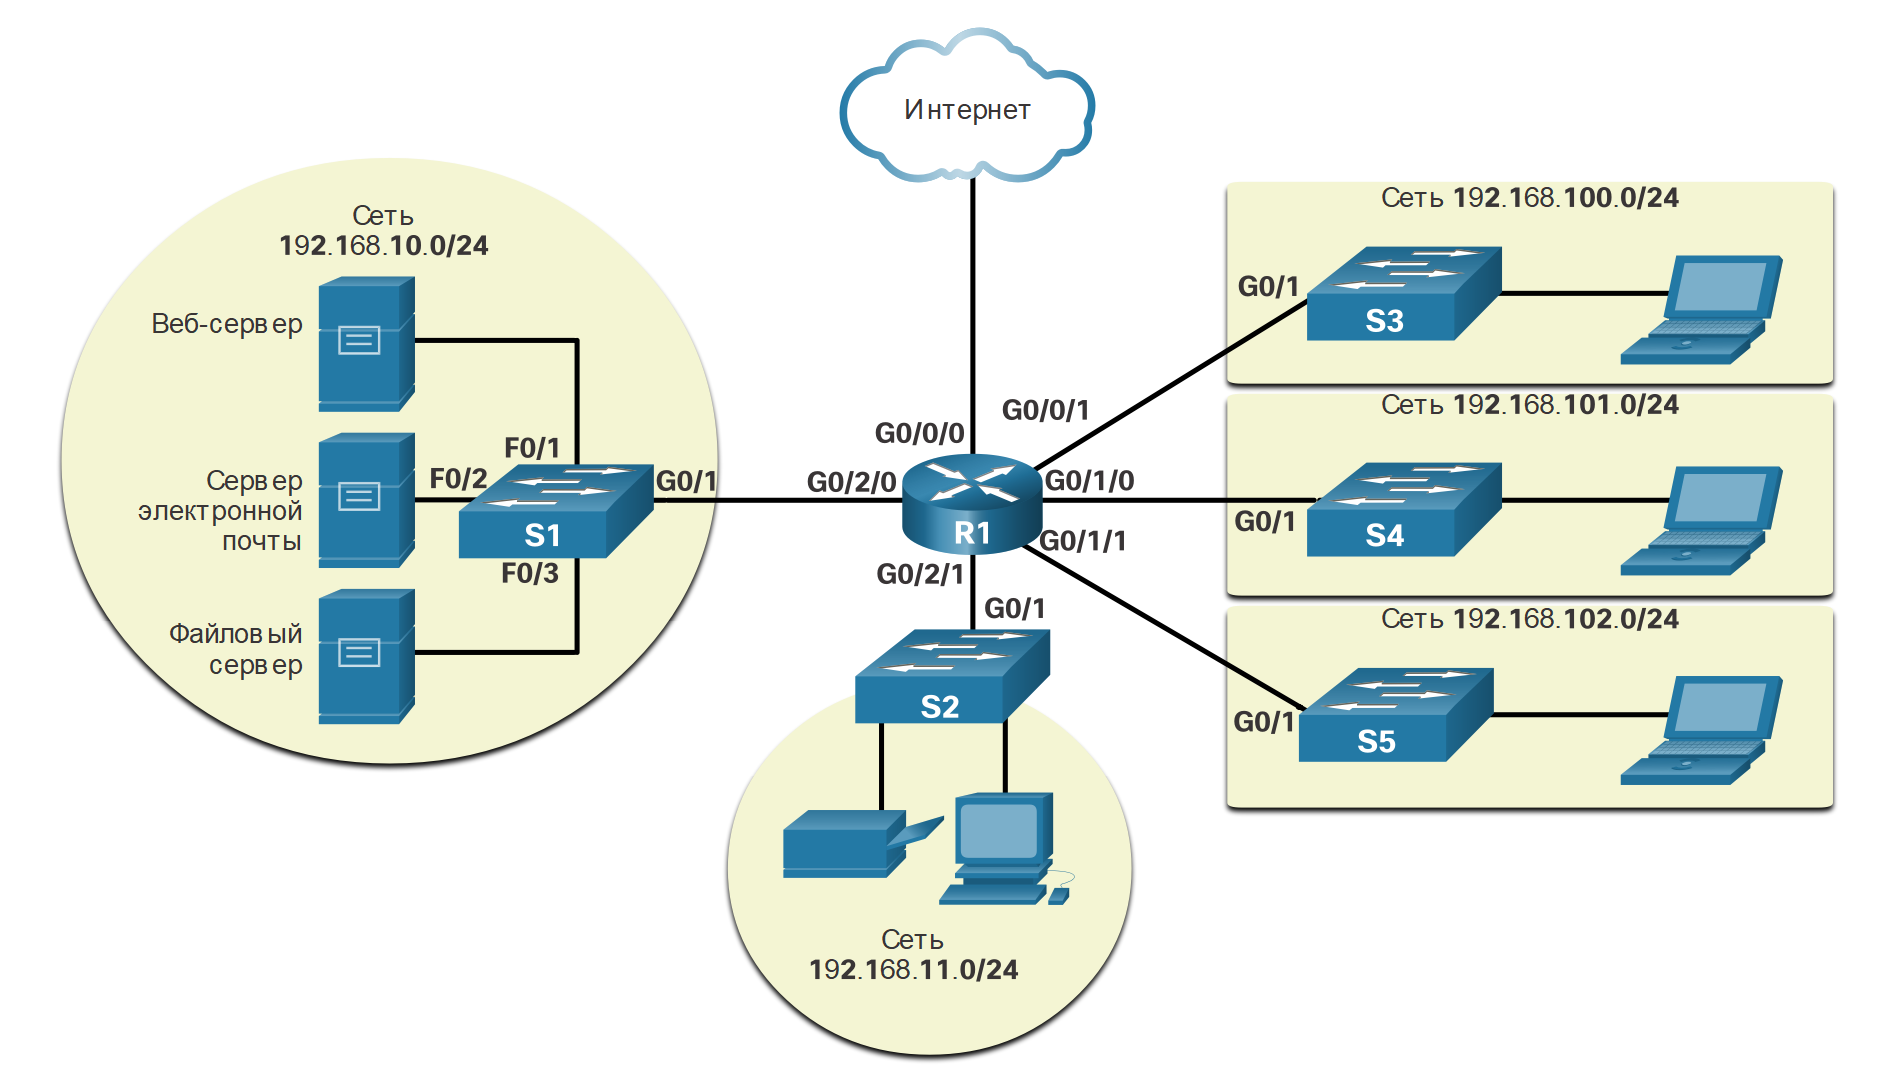 Интернет
Сеть
192.168.10.0/24
Веб-сервер
Сервер
электронной
почты
Файловый
сервер
F0/1
F0/2
F0/3
S1
G0/1
G0/2/0
G0/0/0
G0/0/1
G0/1/0
G0/1/1
R1
G0/2/1
G0/1
S2
Сеть
192.168.11.0/24
Сеть 192.168.100.0/24
G0/1
S3
Сеть 192.168.101.0/24
G0/1
S4
Сеть 192.168.102.0/24
G0/1
S5